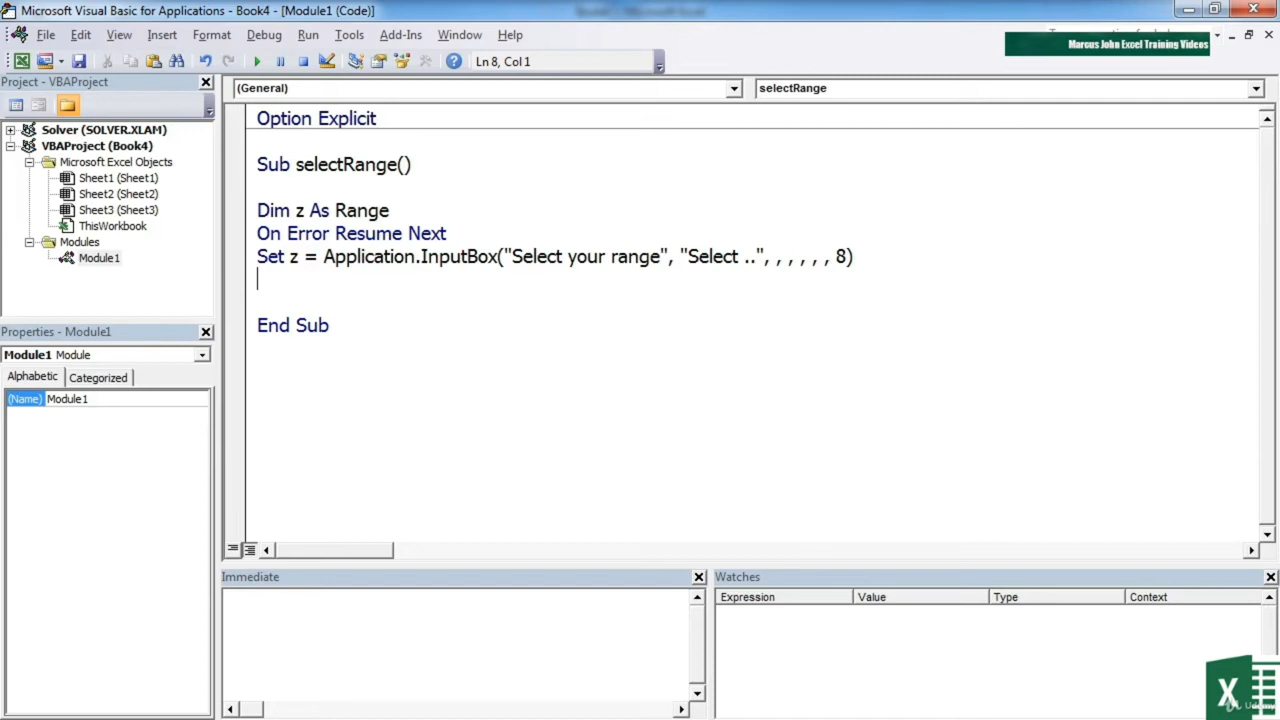 Microsoft Visual Basic for Applications - Book4 - [Module1 (Code)]
File Edit View Insert Format Debug Run Tools Add-Ins Window Help
Marcus John Excel Training Videos
Ln 8, Col 1
Project - VBAProject
(General) selectRange
Solver (SOLVER.XLAM)
VBAProject (Book4)
Microsoft Excel Objects
Sheet1 (Sheet1)
Sheet2 (Sheet2)
Sheet3 (Sheet3)
ThisWorkbook
Modules
Module1
Option Explicit
Sub selectRange()
Dim z As Range
On Error Resume Next
Set z = Application.InputBox("Select your range", "Select ..", , , , , , 8)
End Sub
Properties - Module1
Module1 Module
Alphabetic Categorized
(Name) Module1
Immediate
Watches
Expression Value Type Context
X
Udemy